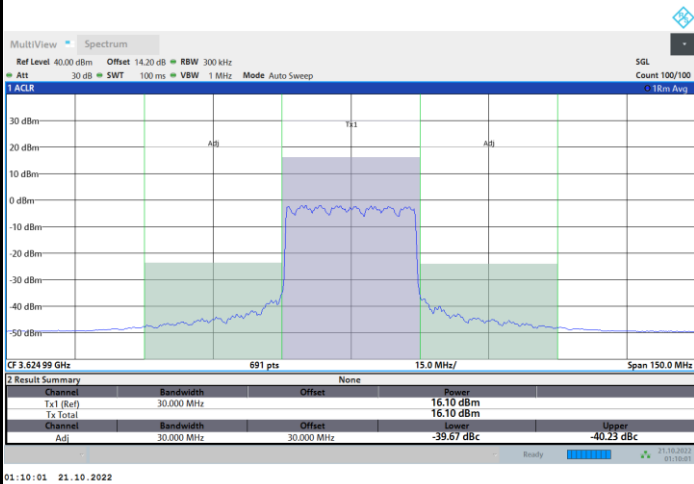 MultiView Spectrum
Ref Level 40.00 dBm Offset 14.20 dB RBW 300 kHz SGL
Att 30 dB SWT 100 ms VBW 1 MHz Mode Auto Sweep Count 100/100
1 ACLR 1Rm Avg
30 dBm
Tx1
20 dBm
Adj Adj
10 dBm
0 dBm
-10 dBm
-20 dBm
-30 dBm
-40 dBm
-50 dBm
CF 3.624 99 GHz 691 pts 15.0 MHz/ Span 150.0 MHz
2 Result Summary None
Channel Bandwidth Offset Power
Tx1 (Ref) 30.000 MHz 16.10 dBm
Tx Total 16.10 dBm
Channel Bandwidth Offset Lower Upper
Adj 30.000 MHz 30.000 MHz -39.67 dBc -40.23 dBc
Ready 21.10.2022
01:10:01
01:10:01 21.10.2022